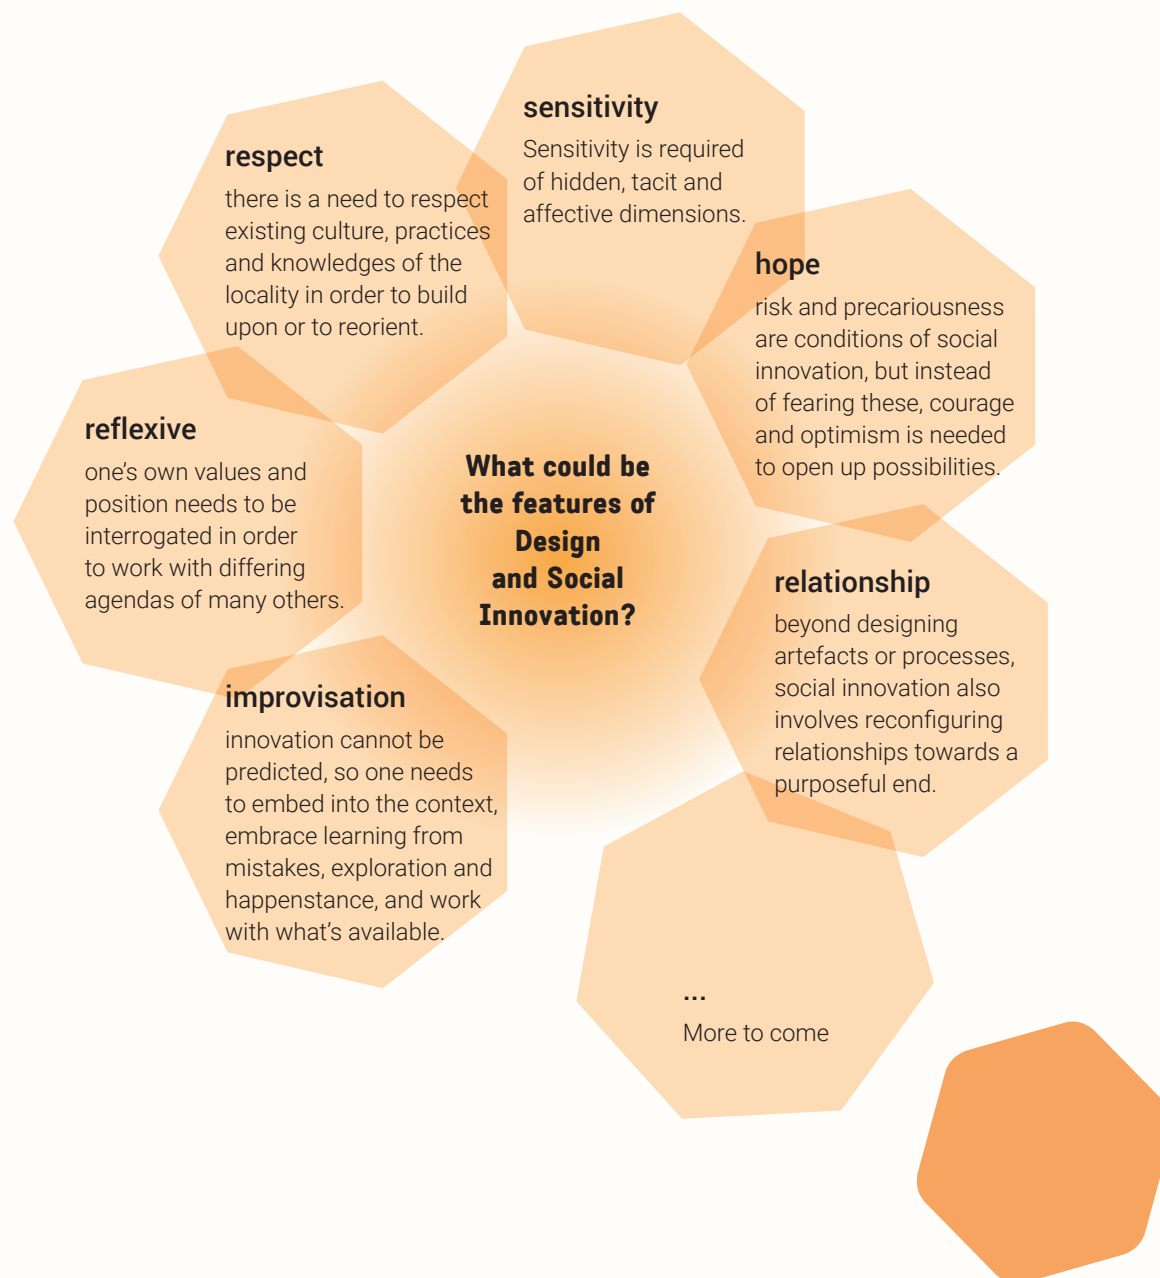 sensitivity
Sensitivity is required
of hidden, tacit and
affective dimensions.
respect
there is a need to respect
existing culture, practices
and knowledges of the
locality in order to build
upon or to reorient.
hope
risk and precariousness
are conditions of social
innovation, but instead
of fearing these, courage
and optimism is needed
to open up possibilities.
reflexive
one’s own values and
position needs to be
interrogated in order
to work with differing
agendas of many others.
What could be
the features of
Design
and Social
Innovation?
relationship
beyond designing
artefacts or processes,
social innovation also
involves reconfiguring
relationships towards a
purposeful end.
improvisation
innovation cannot be
predicted, so one needs
to embed into the context,
embrace learning from
mistakes, exploration and
happenstance, and work
with what’s available.
...
More to come